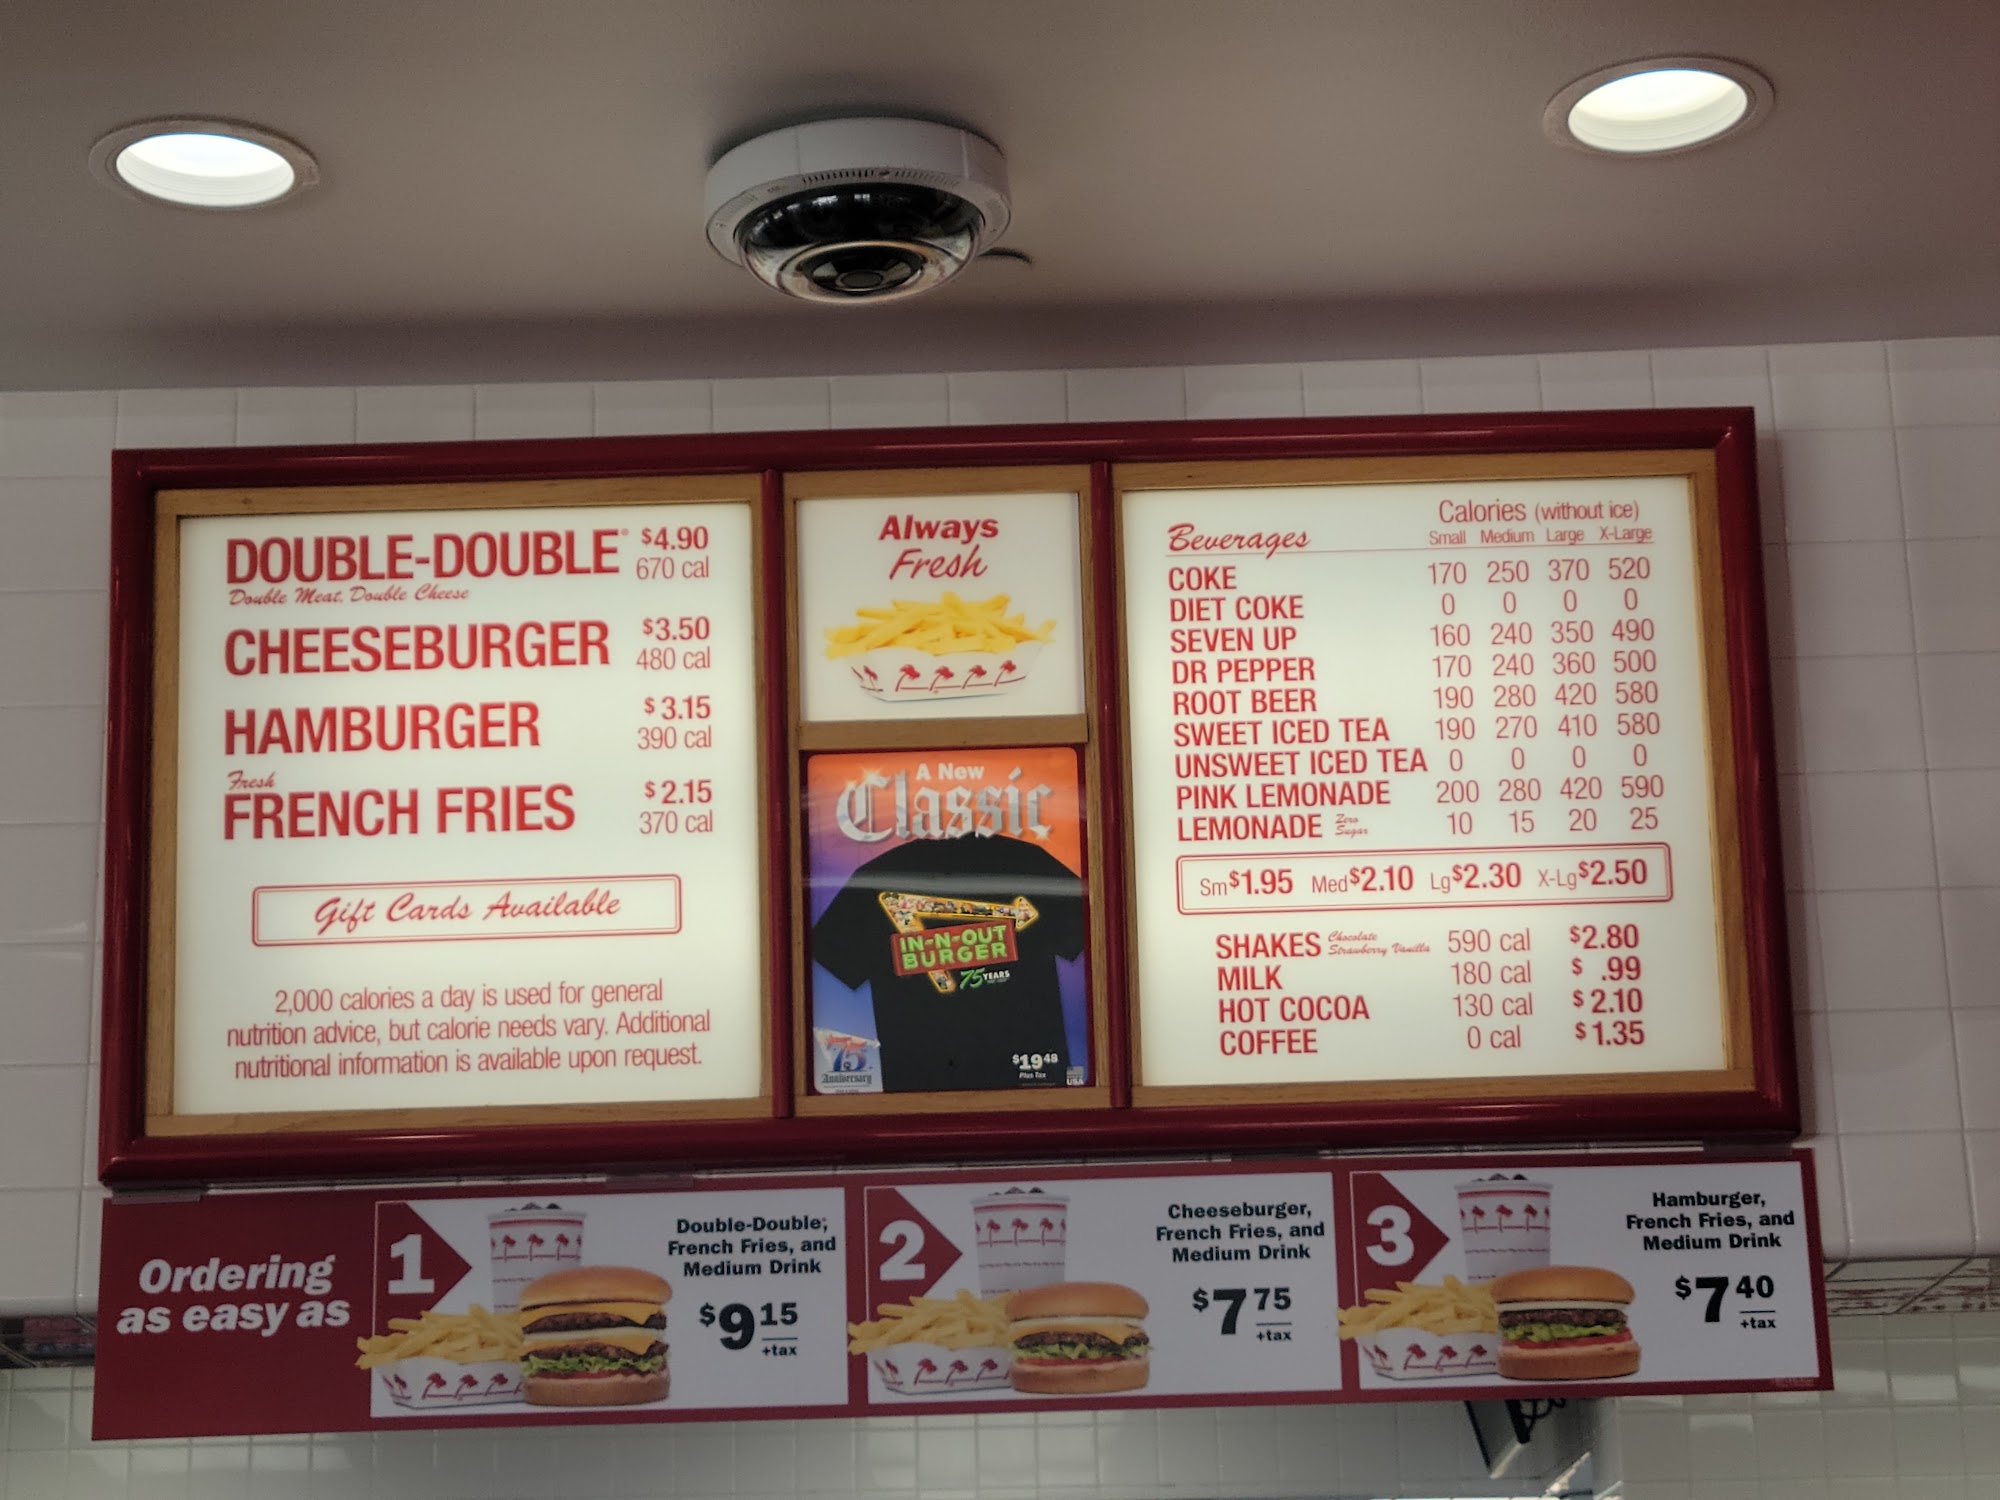 DOUBLE-DOUBLE® $4.90
Double Meat, Double Cheese 670 cal
CHEESEBURGER $3.50
480 cal
HAMBURGER $3.15
390 cal
Fresh
FRENCH FRIES $2.15
370 cal
Gift Cards Available
2,000 calories a day is used for general
nutrition advice, but calorie needs vary. Additional
nutritional information is available upon request.
Always
Fresh
A New
Classic
IN-N-OUT
BURGER
75 YEARS
75th
Anniversary
$19.48
Plus Tax
USA
Beverages Calories (without ice)
Small Medium Large X-Large
COKE 170 250 370 520
DIET COKE 0 0 0 0
SEVEN UP 160 240 350 490
DR PEPPER 170 240 360 500
ROOT BEER 190 280 420 580
SWEET ICED TEA 190 270 410 580
UNSWEET ICED TEA 0 0 0 0
PINK LEMONADE 200 280 420 590
LEMONADE Zero Sugar 10 15 20 25
Sm $1.95 Med $2.10 Lg $2.30 X-Lg $2.50
SHAKES Chocolate Strawberry Vanilla 590 cal $2.80
MILK 180 cal $ .99
HOT COCOA 130 cal $2.10
COFFEE 0 cal $1.35
Ordering
as easy as
1
Double-Double,
French Fries, and
Medium Drink
$9.15
+tax
2
Cheeseburger,
French Fries, and
Medium Drink
$7.75
+tax
3
Hamburger,
French Fries, and
Medium Drink
$7.40
+tax